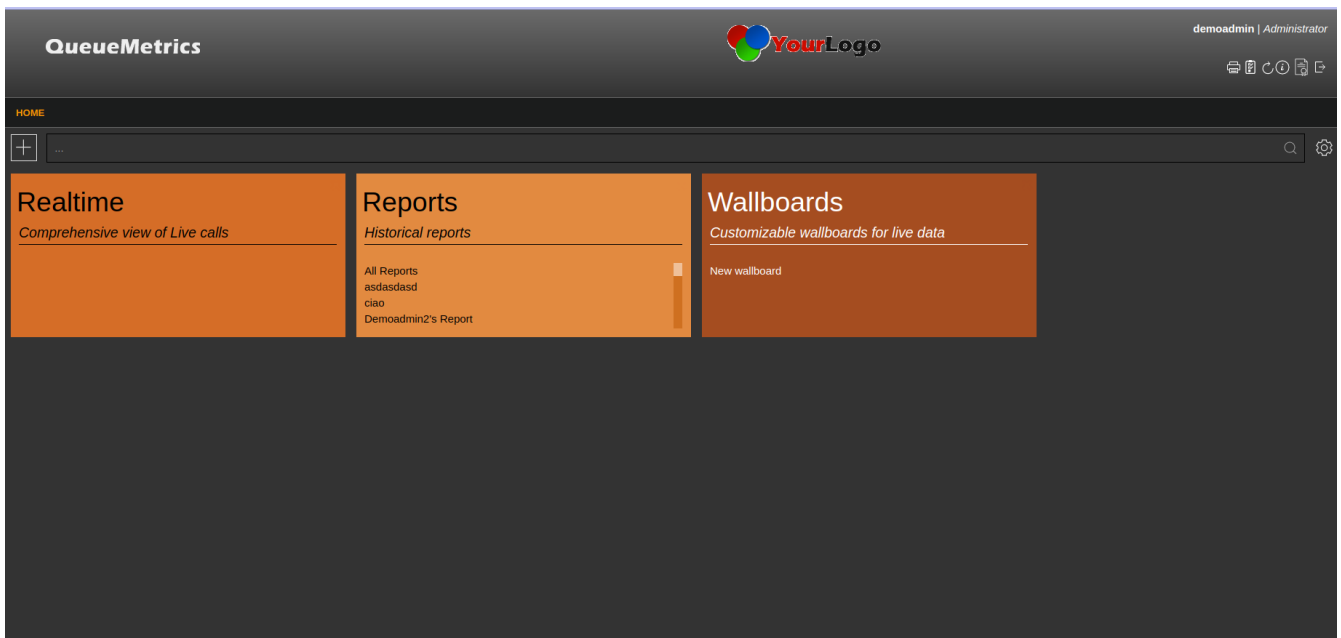 QueueMetrics
YourLogo
demoadmin | Administrator
HOME
...
Realtime
Comprehensive view of Live calls
Reports
Historical reports
All Reports
asdasdasd
ciao
Demoadmin2's Report
Wallboards
Customizable wallboards for live data
New wallboard